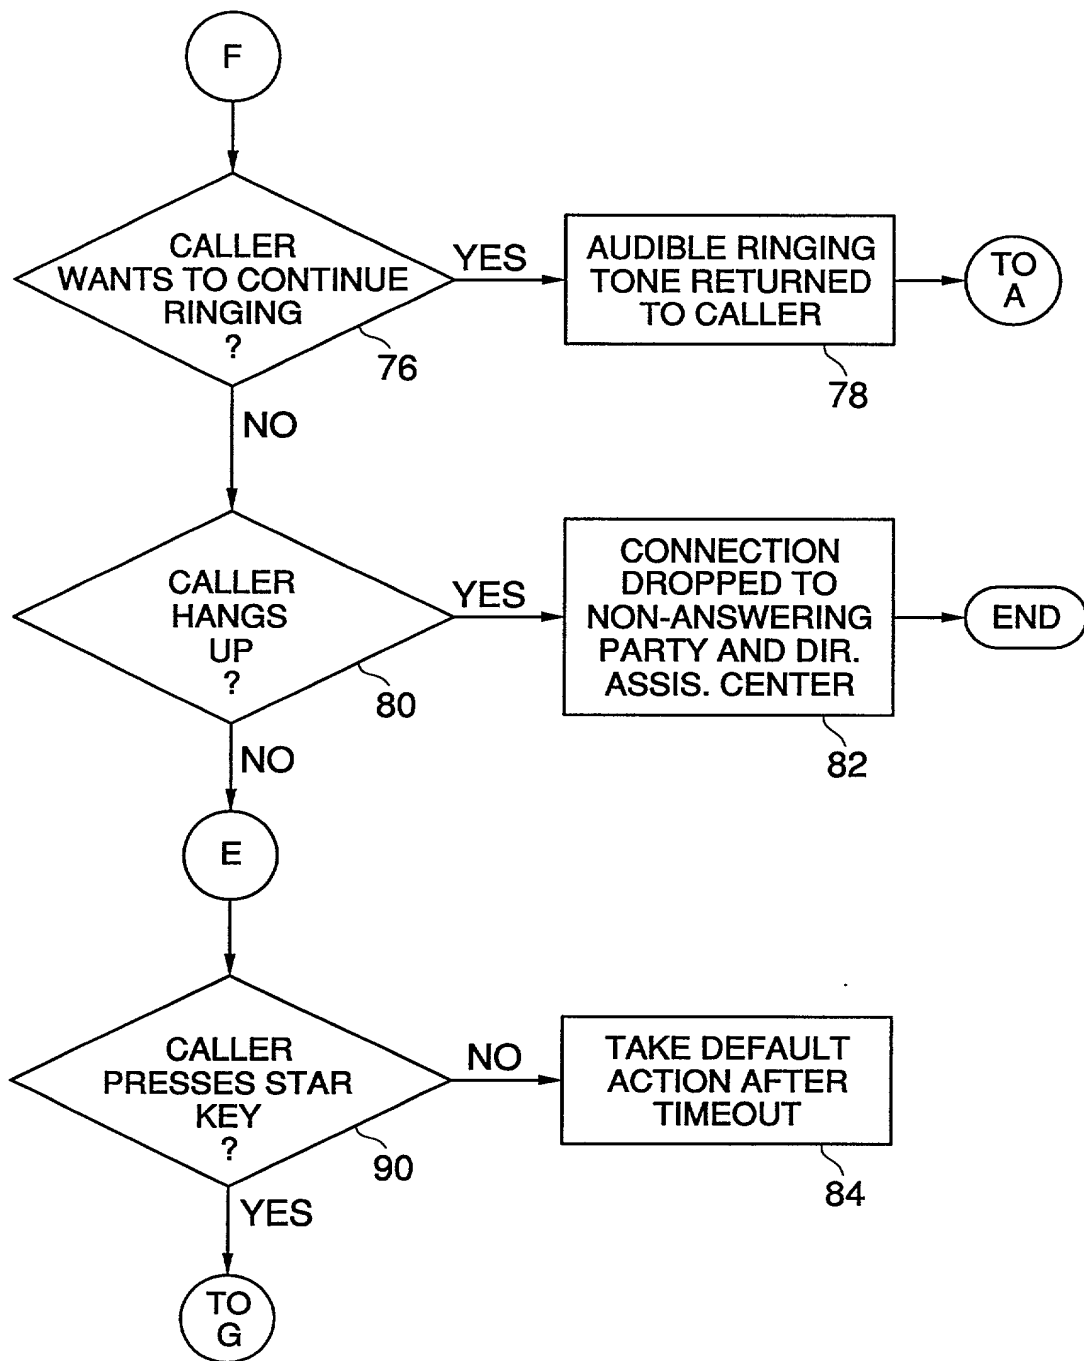 F
CALLER
WANTS TO CONTINUE
RINGING
?
76
YES
AUDIBLE RINGING
TONE RETURNED
TO CALLER
78
TO
A
NO
CALLER
HANGS
UP
?
80
YES
CONNECTION
DROPPED TO
NON-ANSWERING
PARTY AND DIR.
ASSIS. CENTER
82
END
NO
E
CALLER
PRESSES STAR
KEY
?
90
NO
TAKE DEFAULT
ACTION AFTER
TIMEOUT
84
YES
TO
G